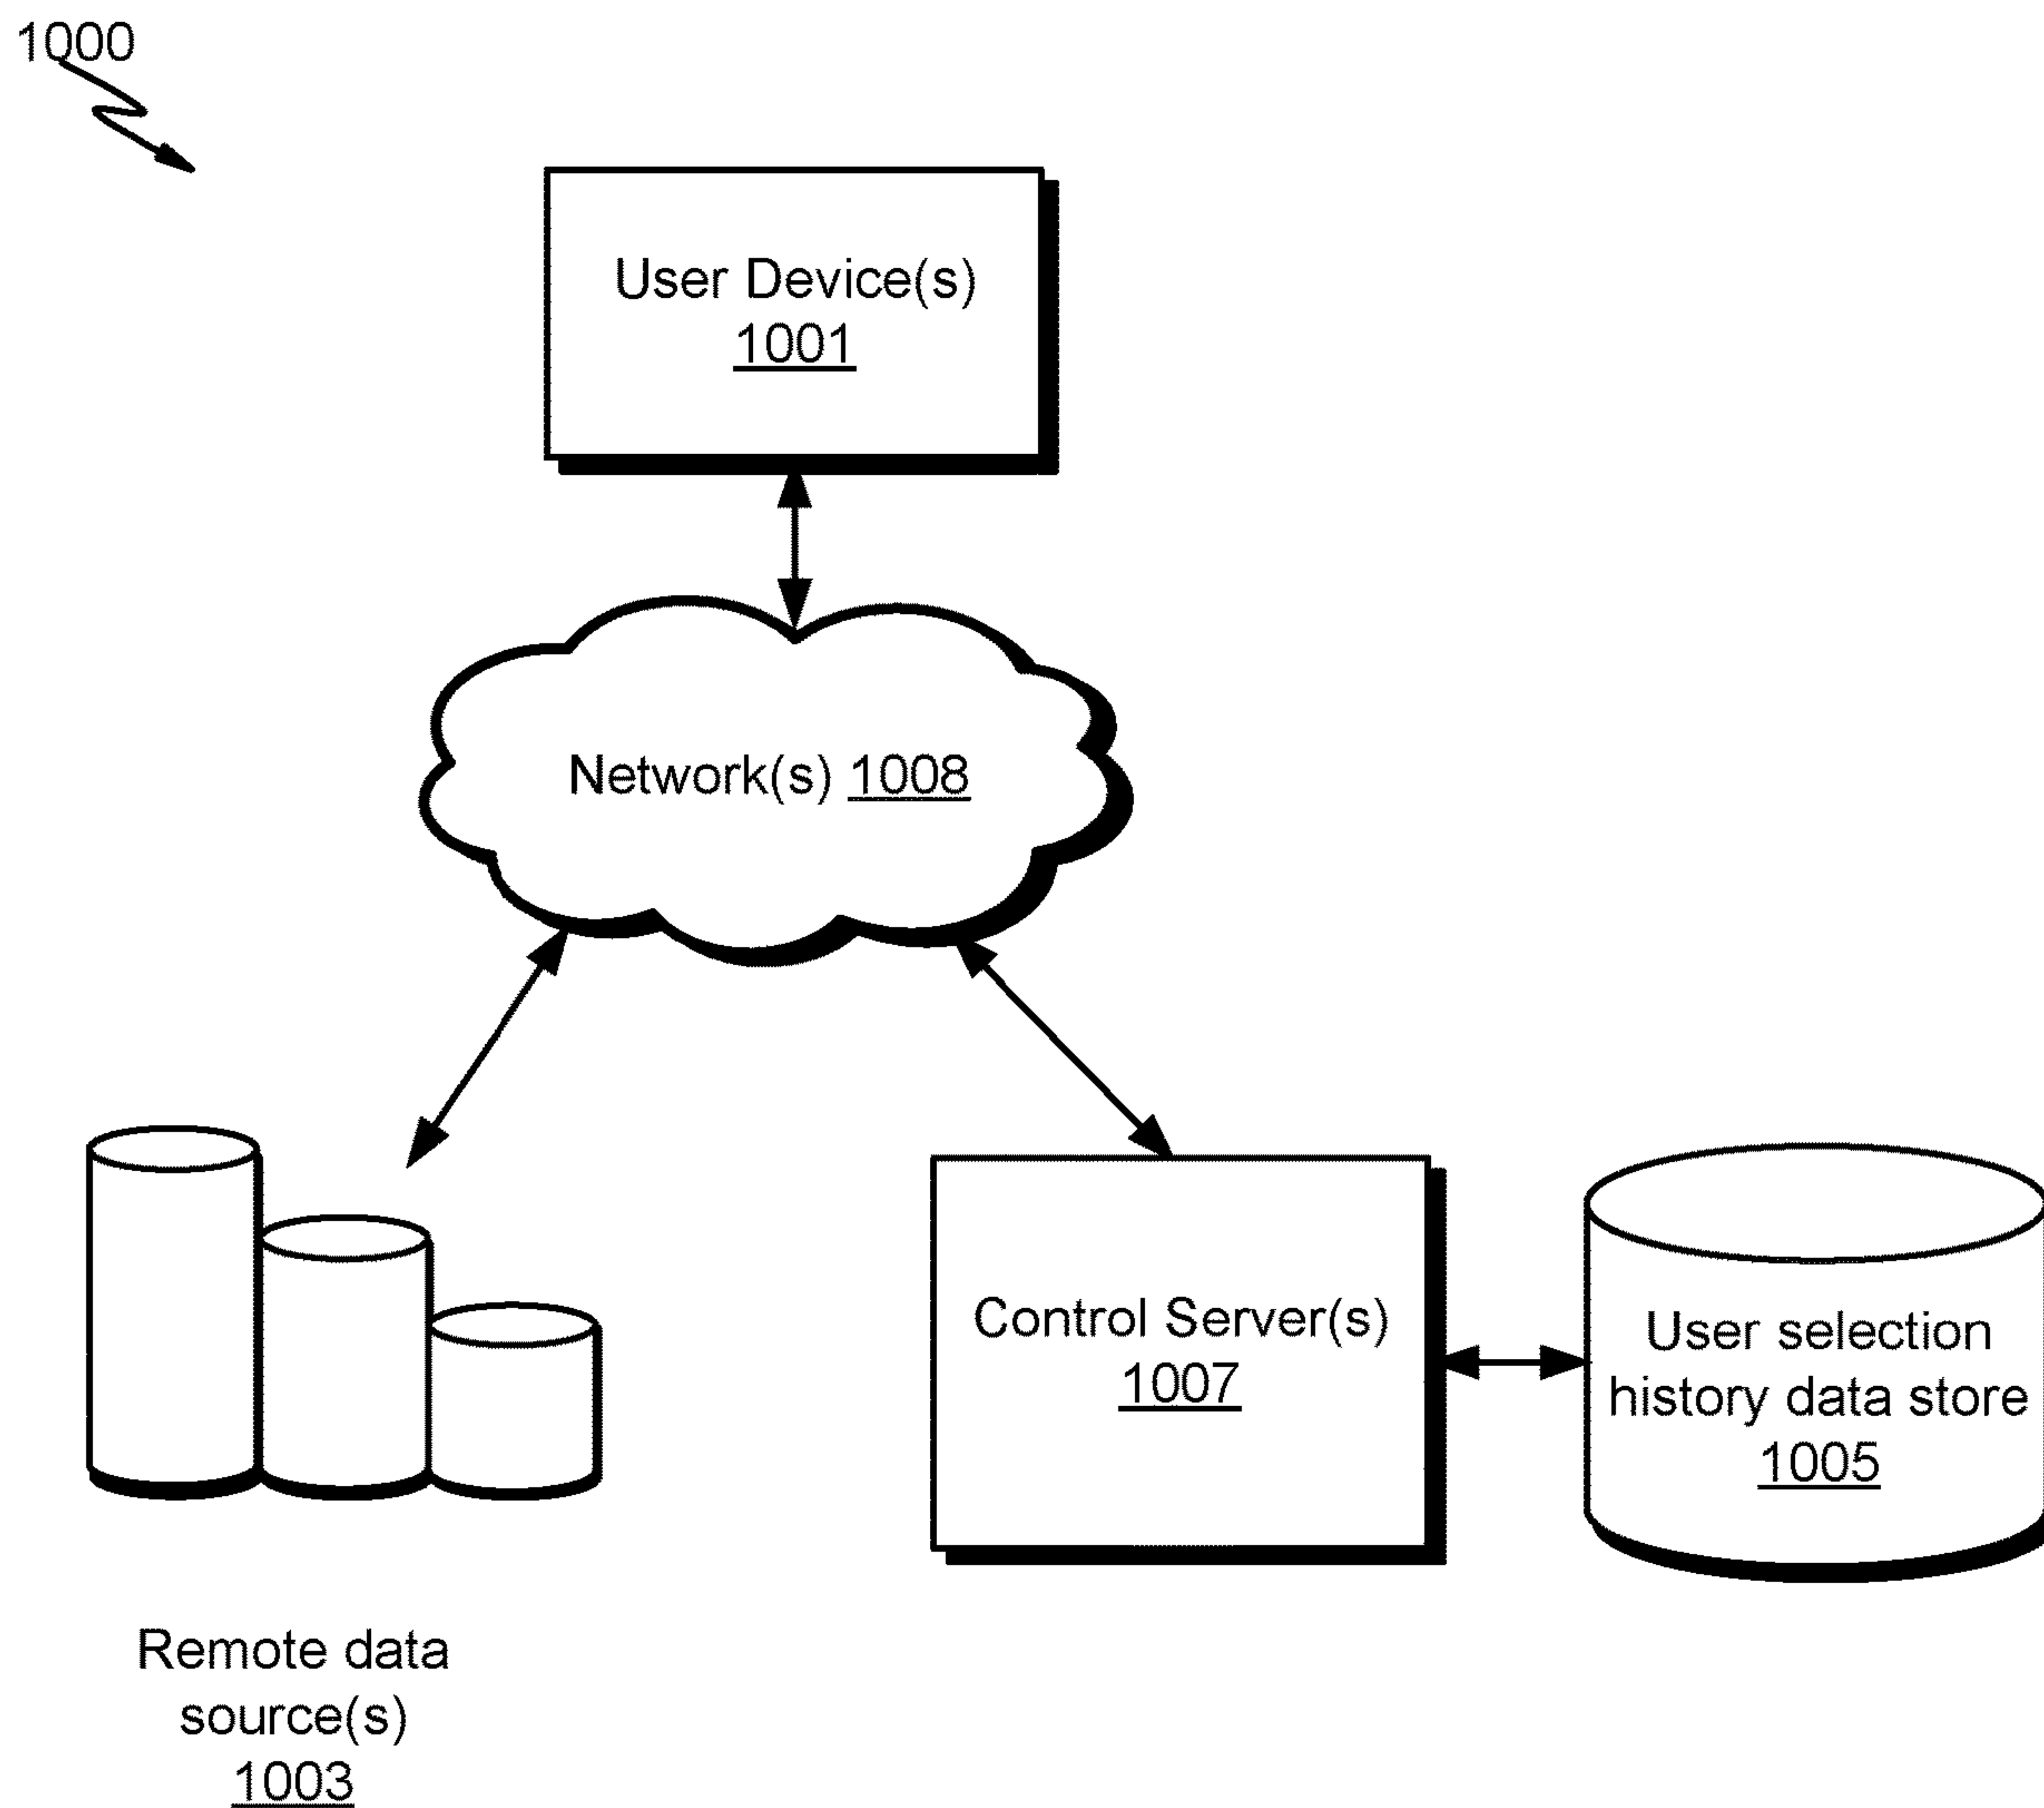 1000
User Device(s)
1001
Network(s) 1008
Control Server(s)
1007
User selection
history data store
1005
Remote data
source(s)
1003